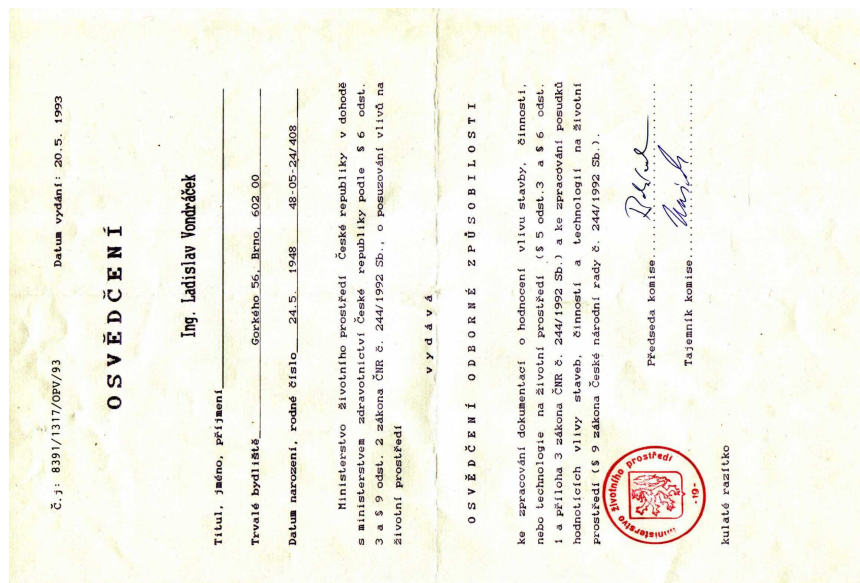 Č.j: 8391/1317/OPV/93 Datum vydání: 20.5. 1993
OSVĚDČENÍ
Titul, jméno, příjmení Ing. Ladislav Vondráček
Trvalé bydliště Gorkého 56, Brno, 602 00
Datum narození, rodné číslo 24.5. 1948 48-05-24/408
Ministerstvo životního prostředí České republiky v dohodě
s ministerstvem zdravotnictví České republiky podle § 6 odst.
3 a § 9 odst. 2 zákona ČNR č. 244/1992 Sb., o posuzování vlivů na
životní prostředí
vydává
OSVĚDČENÍ ODBORNÉ ZPŮSOBILOSTI
ke zpracování dokumentací o hodnocení vlivu stavby, činnosti,
nebo technologie na životní prostředí (§ 5 odst.3 a § 6 odst.
1 a příloha 3 zákona ČNR č. 244/1992 Sb.) a ke zpracování posudků
hodnotících vlivy staveb, činností a technologií na životní
prostředí (§ 9 zákona České národní rady č. 244/1992 Sb.).
Předseda komise....
Tajemník komise....
Ministerstvo životního prostředí
-19-
kulaté razítko